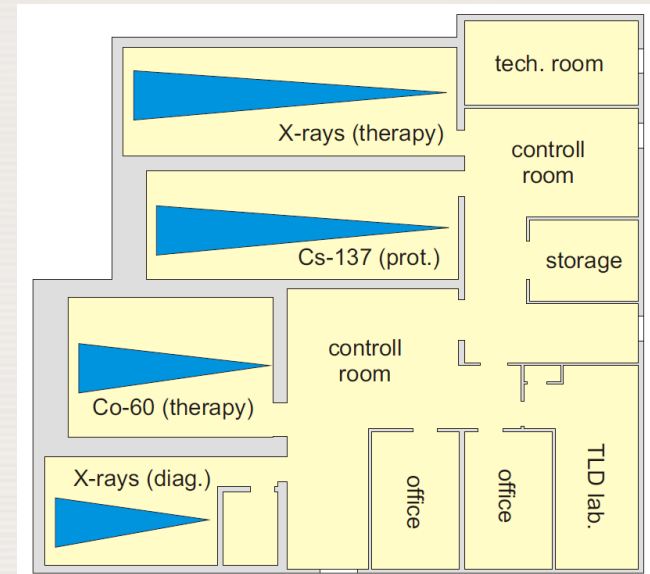 tech. room
X-rays (therapy)
controll
room
Cs-137 (prot.)
storage
controll
room
Co-60 (therapy)
X-rays (diag.)
office
office
TLD lab.